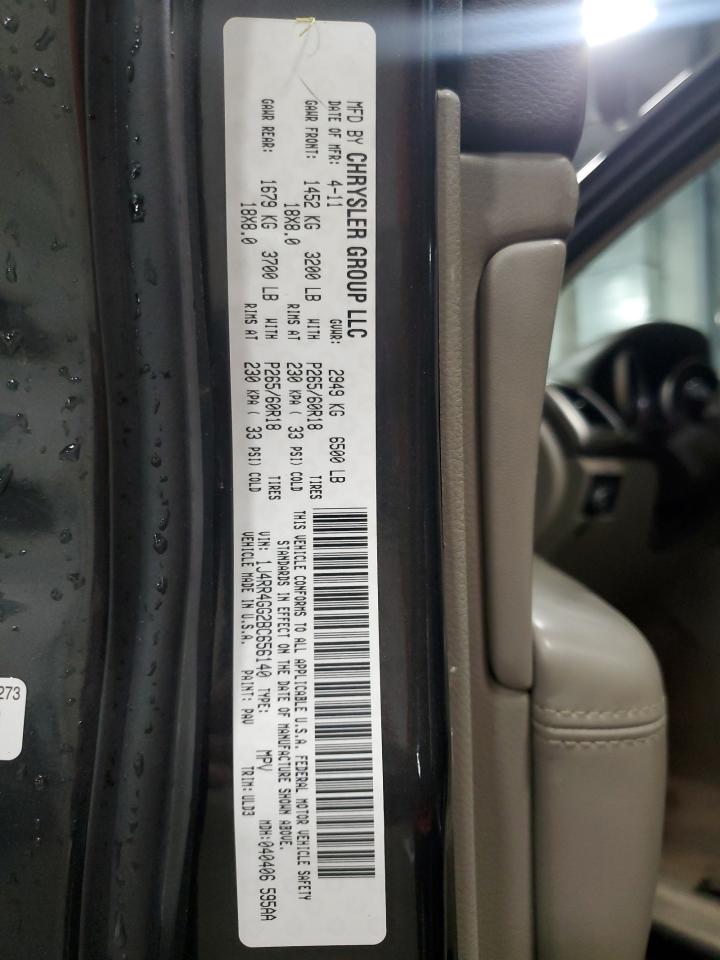 MFD BY CHRYSLER GROUP LLC
DATE OF MFR: 4-11 GVWR: 2949 KG 6500 LB
GAWR FRONT: 1452 KG 3200 LB WITH P265/60R18 TIRES
18X8.0 RIMS AT 230 KPA ( 33 PSI) COLD
GAWR REAR: 1679 KG 3700 LB WITH P265/60R18 TIRES
18X8.0 RIMS AT 230 KPA ( 33 PSI) COLD
THIS VEHICLE CONFORMS TO ALL APPLICABLE U.S.A. FEDERAL MOTOR VEHICLE SAFETY
STANDARDS IN EFFECT ON THE DATE OF MANUFACTURE SHOWN ABOVE.
VIN: 1J4RR4GG2BC656140 TYPE: MPV MDH:040406 595AA
VEHICLE MADE IN U.S.A. PAINT: PAV TRIM: ULD3
273